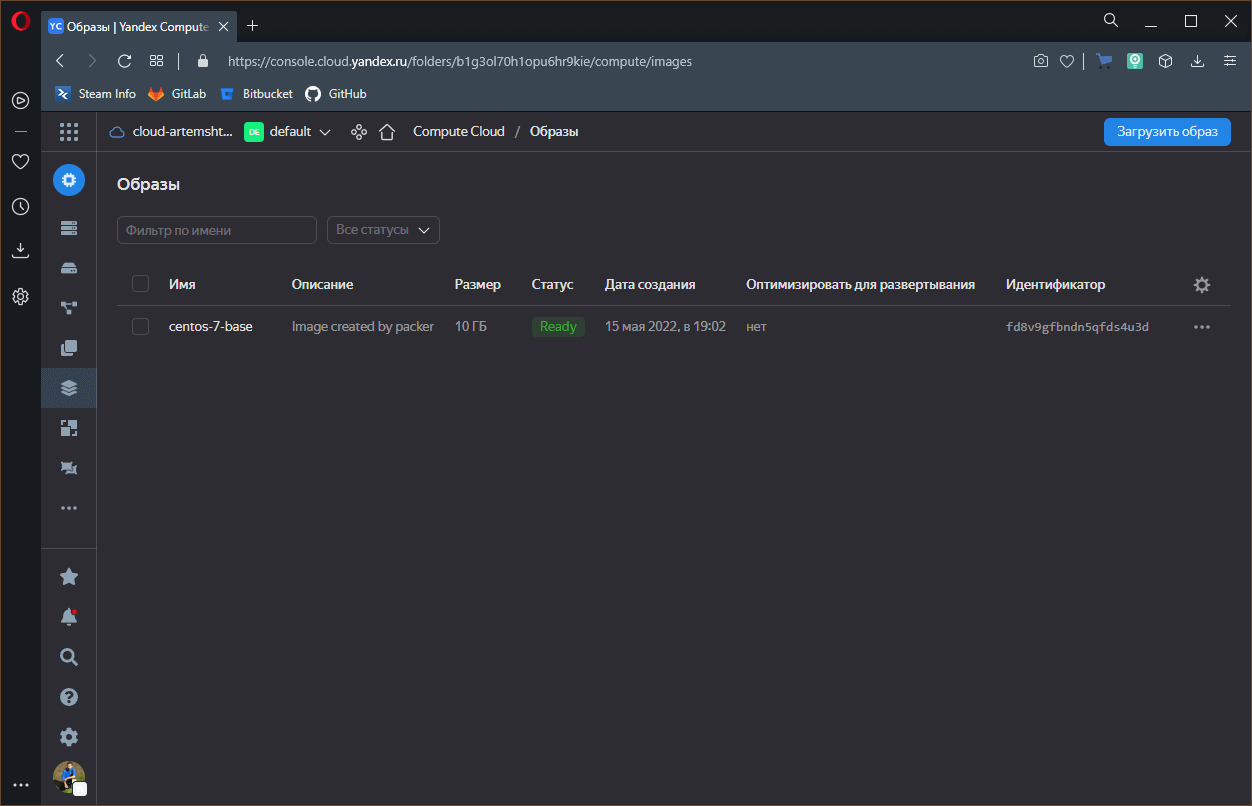 YC Образы | Yandex Compute
https://console.cloud.yandex.ru/folders/b1g3ol70h1opu6hr9kie/compute/images
Steam Info GitLab Bitbucket GitHub
cloud-artemsht... DE default Compute Cloud / Образы Загрузить образ
Образы
Фильтр по имени Все статусы
Имя Описание Размер Статус Дата создания Оптимизировать для развертывания Идентификатор
centos-7-base Image created by packer 10 ГБ Ready 15 мая 2022, в 19:02 нет fd8v9gfbndn5qfds4u3d